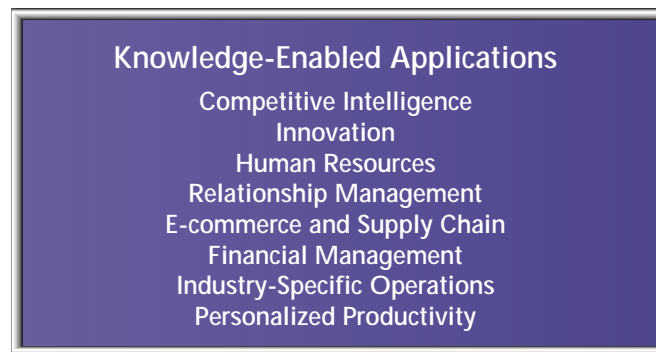 Knowledge-Enabled Applications
Competitive Intelligence
Innovation
Human Resources
Relationship Management
E-commerce and Supply Chain
Financial Management
Industry-Specific Operations
Personalized Productivity